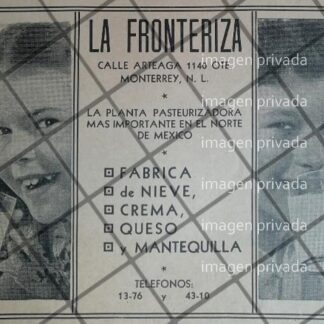 LA FRONTERIZA
CALLE ARTEAGA 1140 OTE.
MONTERREY, N. L.
LA PLANTA PASTEURIZADORA
MAS IMPORTANTE EN EL NORTE
DE MEXICO
FABRICA
de NIEVE,
CREMA,
QUESO
y MANTEQUILLA
TELEFONOS:
13-76 y 43-10
imagen privada
imagen privada
imagen privada
imagen privada
imagen privada
imagen privada